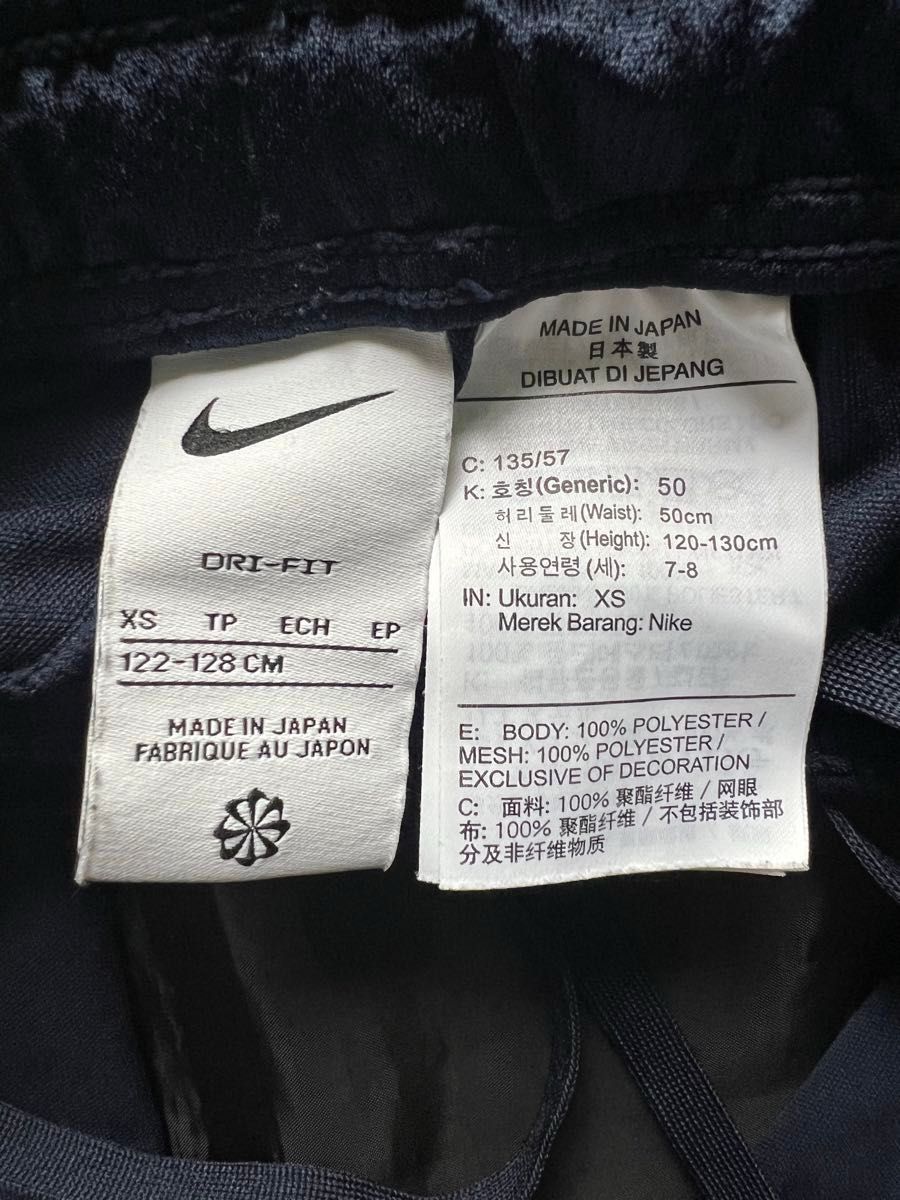 DRI-FIT
XS TP ECH EP
122-128 CM
MADE IN JAPAN
FABRIQUE AU JAPON
MADE IN JAPAN
日本製
DIBUAT DI JEPANG
C: 135/57
K: 호칭(Generic): 50
허리둘레(Waist): 50cm
신 장(Height): 120-130cm
사용연령(세): 7-8
IN: Ukuran: XS
Merek Barang: Nike
E: BODY: 100% POLYESTER /
MESH: 100% POLYESTER /
EXCLUSIVE OF DECORATION
C: 面料: 100% 聚酯纤维 / 网眼
布: 100% 聚酯纤维 / 不包括装饰部
分及非纤维物质